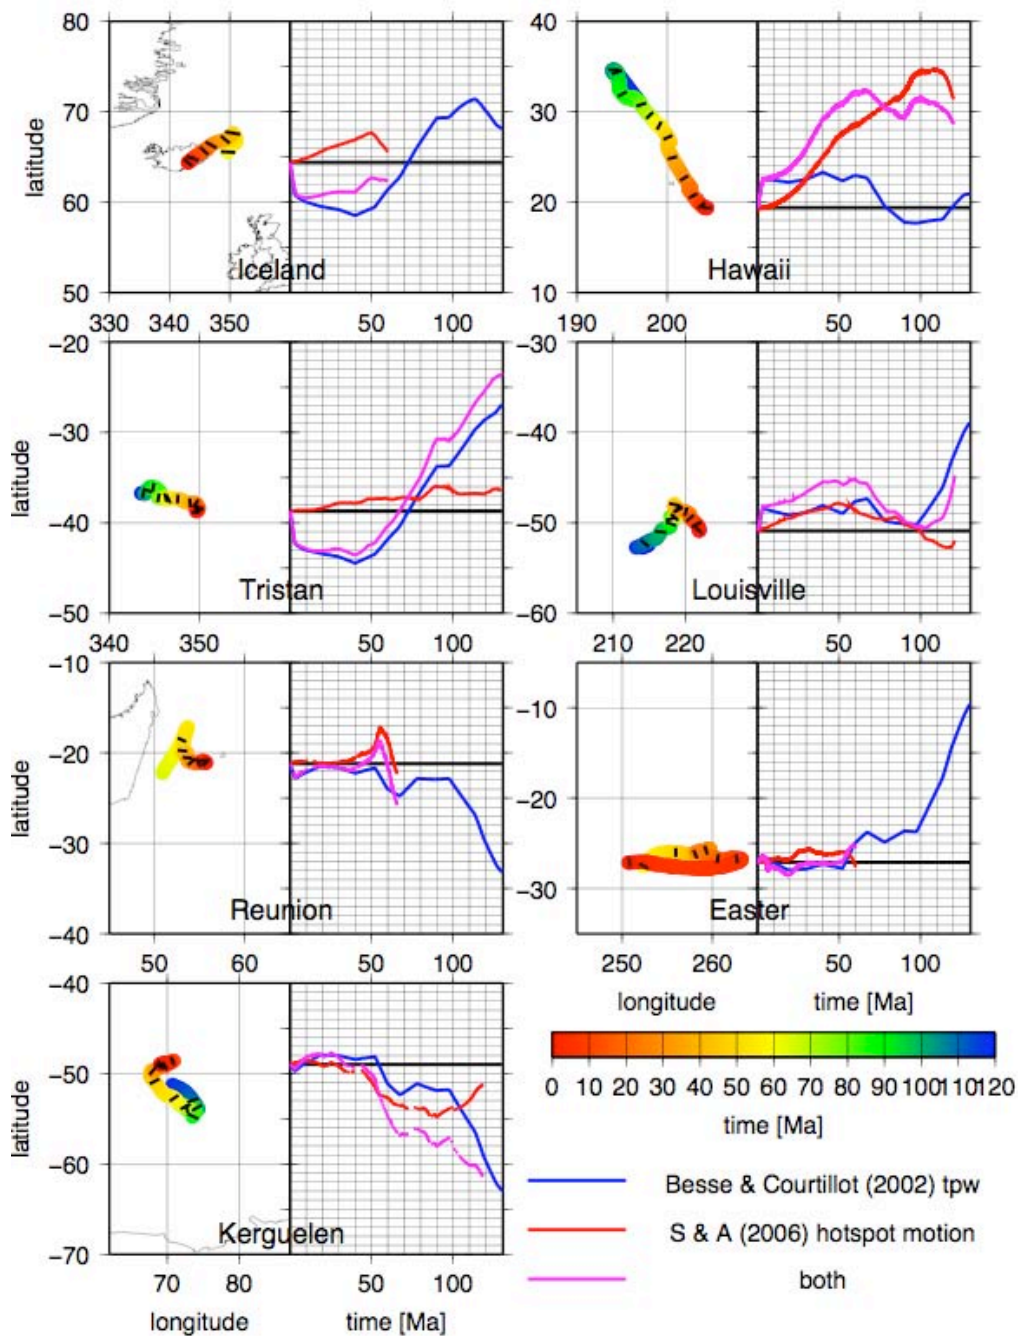 80
70
60
50
latitude
Iceland
330 340 350
50 100
40
30
20
10
Hawaii
190 200
100
−20
−30
−40
−50
latitude
Tristan
340 350
50 100
−30
−40
−50
−60
Louisville
210 220
50 100
−10
−20
−30
−40
latitude
Reunion
50 60
50 100
−10
−20
−30
Easter
250 260
50 100
longitude time [Ma]
−40
−50
−60
−70
latitude
Kerguelen
70 80
50 100
longitude time [Ma]
0 10 20 30 40 50 60 70 80 90 100 110 120
time [Ma]
Besse & Courtillot (2002) tpw
S & A (2006) hotspot motion
both